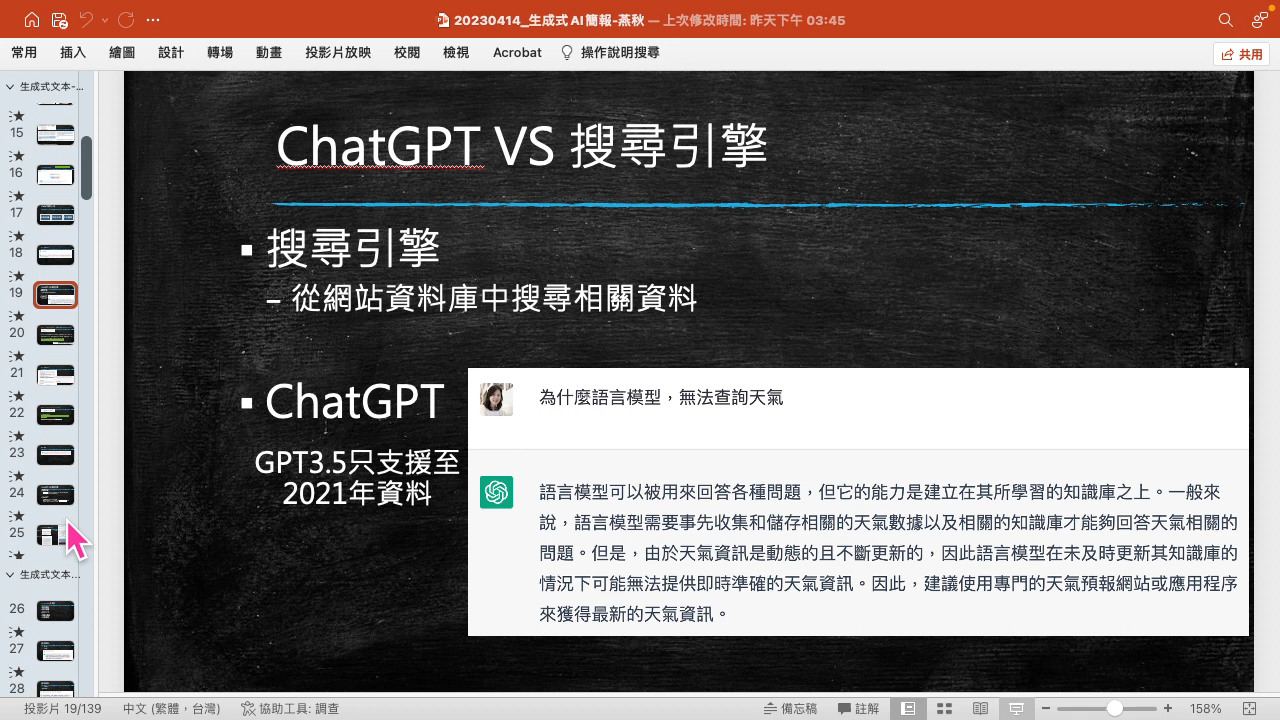 20230414_生成式 AI 簡報-燕秋 — 上次修改時間: 昨天下午 03:45
常用 插入 繪圖 設計 轉場 動畫 投影片放映 校閱 檢視 Acrobat 操作說明搜尋 共用
生成式文本-...
15
16
17
18
19
20
21
22
23
24
25
生成式文本...
26
27
28
ChatGPT VS 搜尋引擎
▪ 搜尋引擎
– 從網站資料庫中搜尋相關資料
▪ ChatGPT
GPT3.5只支援至
2021年資料
為什麼語言模型，無法查詢天氣
語言模型可以被用來回答各種問題，但它的能力是建立在其所學習的知識庫之上。一般來
說，語言模型需要事先收集和儲存相關的天氣數據以及相關的知識庫才能夠回答天氣相關的
問題。但是，由於天氣資訊是動態的且不斷更新的，因此語言模型在未及時更新其知識庫的
情況下可能無法提供即時準確的天氣資訊。因此，建議使用專門的天氣預報網站或應用程序
來獲得最新的天氣資訊。
投影片 19/139 中文 (繁體，台灣) 協助工具: 調查 備忘稿 註解 158%